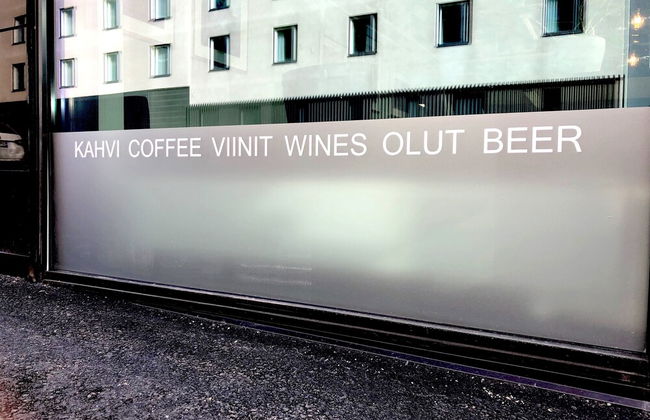 KAHVI COFFEE VIINIT WINES OLUT BEER